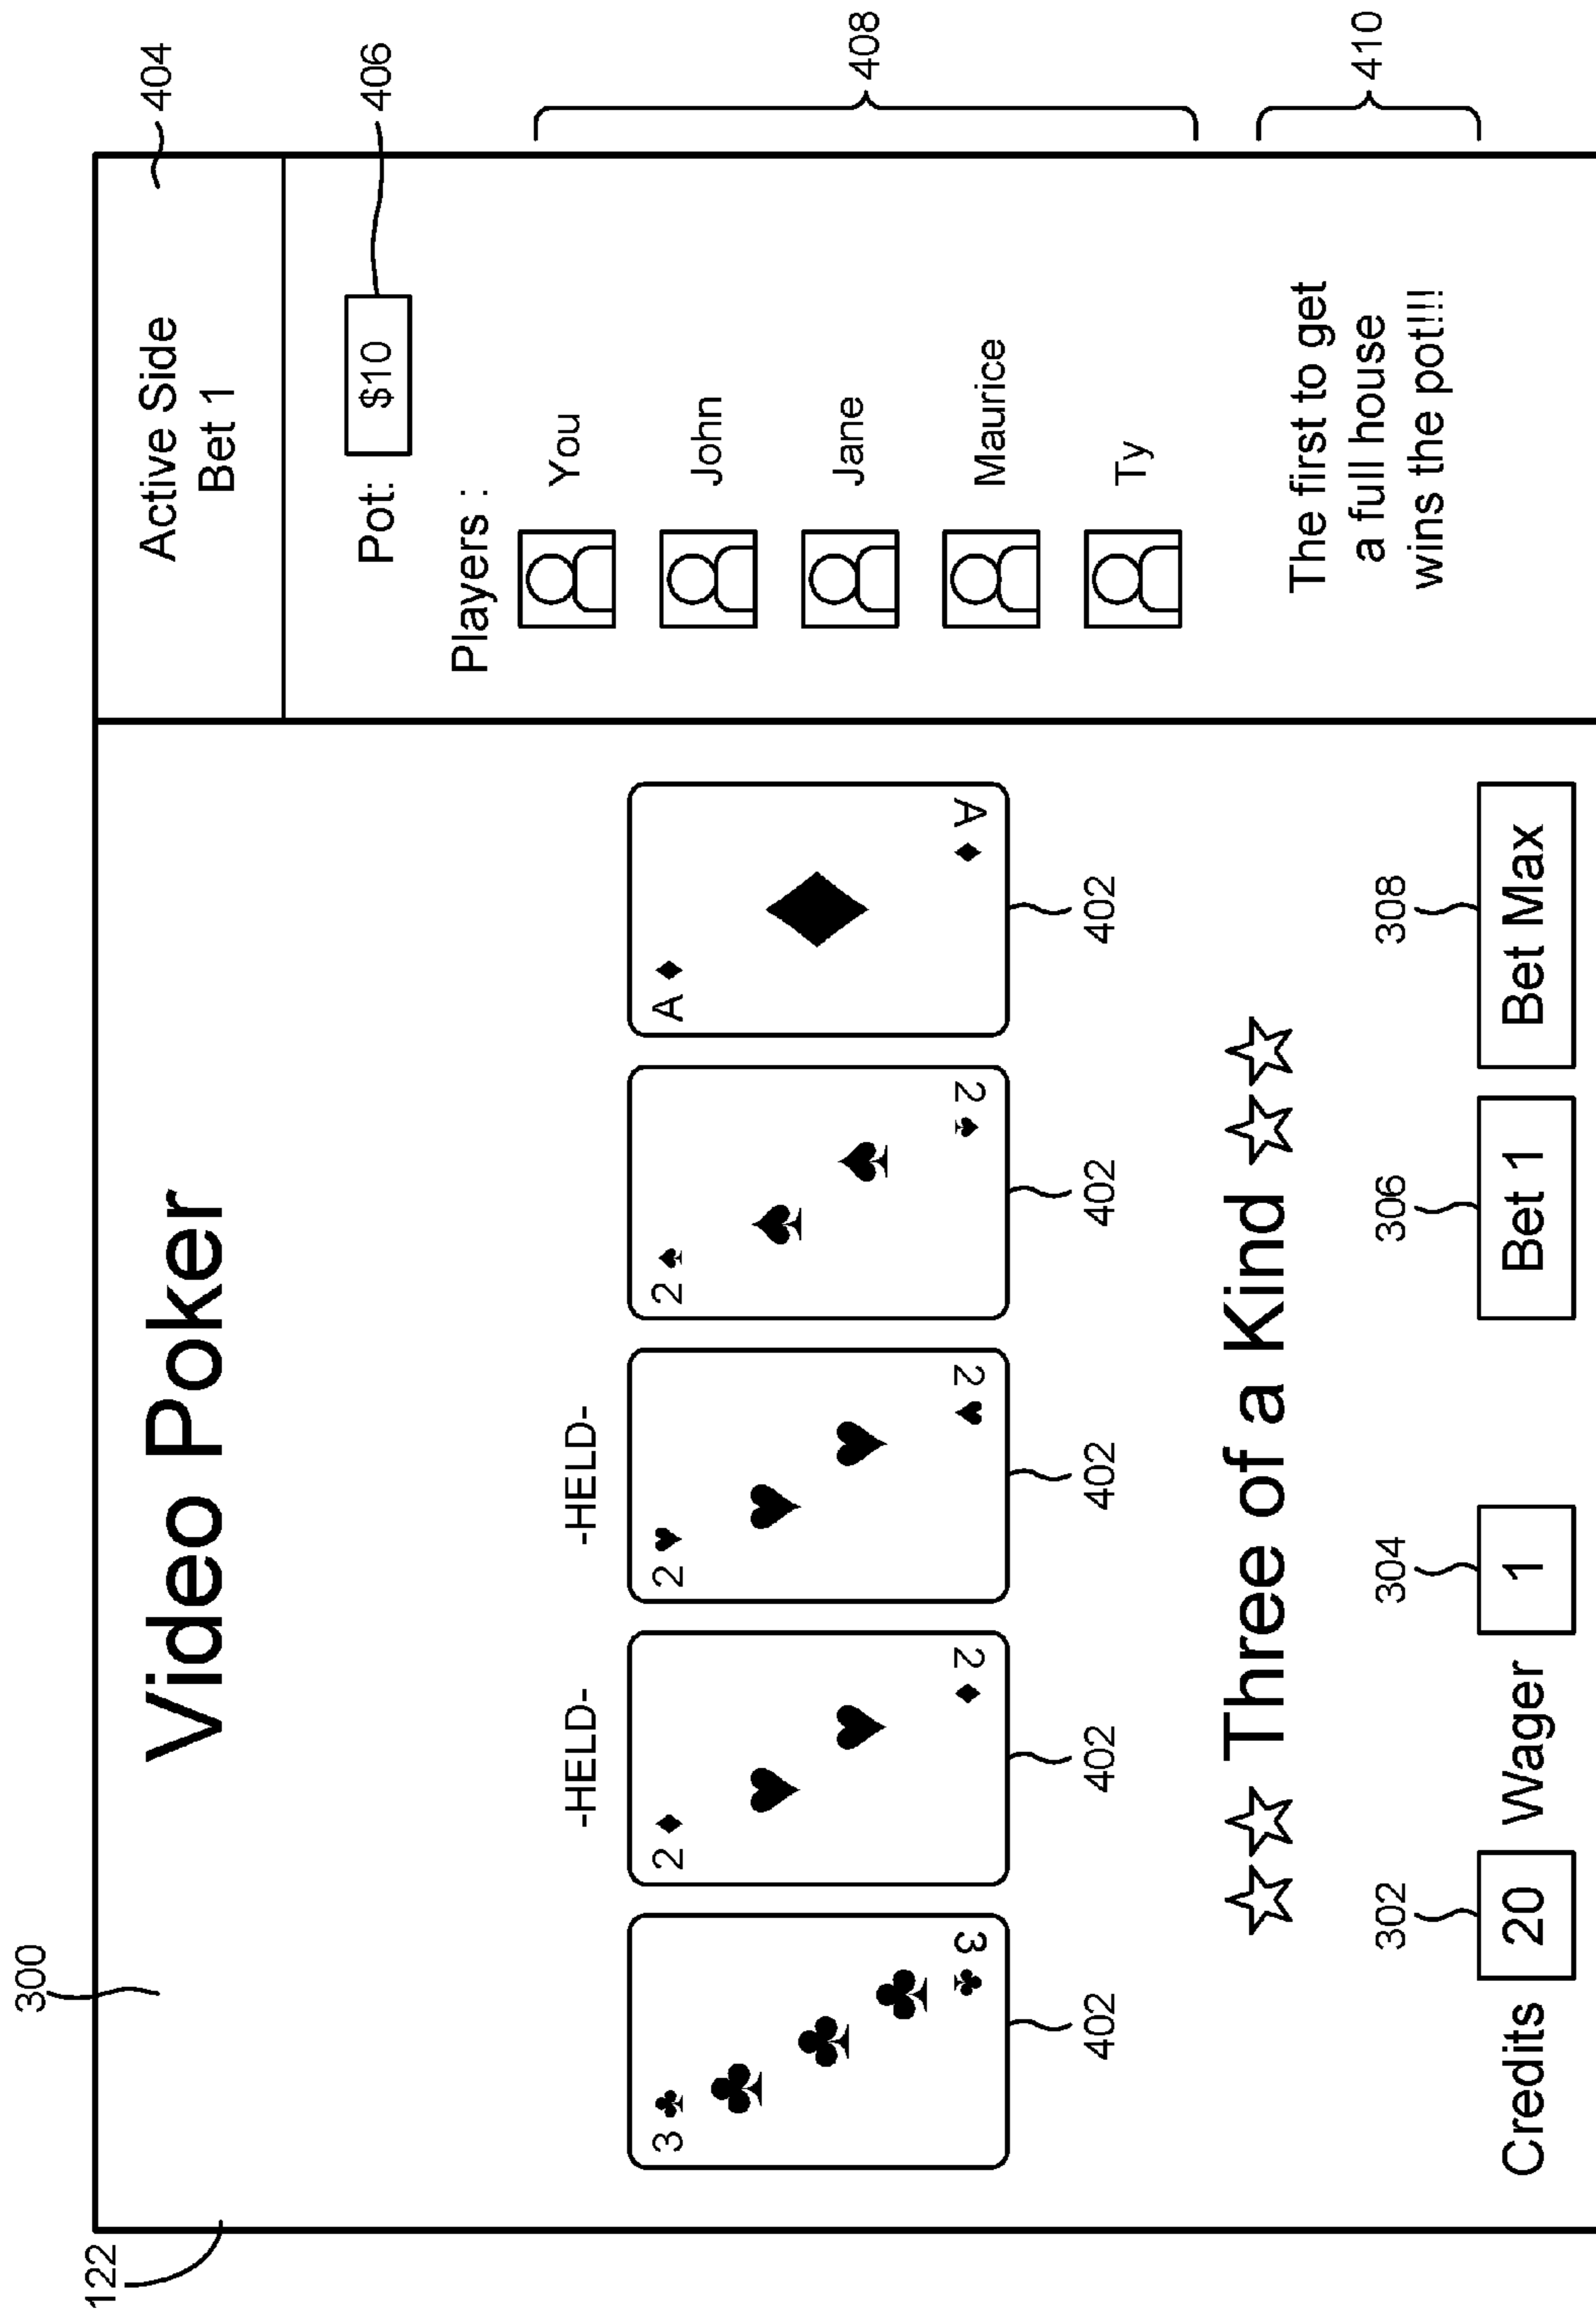 300
122
Video Poker
-HELD- -HELD-
3 2 2 2 A
3 2 2 2 A
402 402 402 402 402
Three of a Kind
302 304 306 308
Credits 20 Wager 1 Bet 1 Bet Max
Active Side
Bet 1
404
Pot: $10
406
Players :
You
John
Jane
Maurice
Ty
408
The first to get
a full house
wins the pot!!!
410